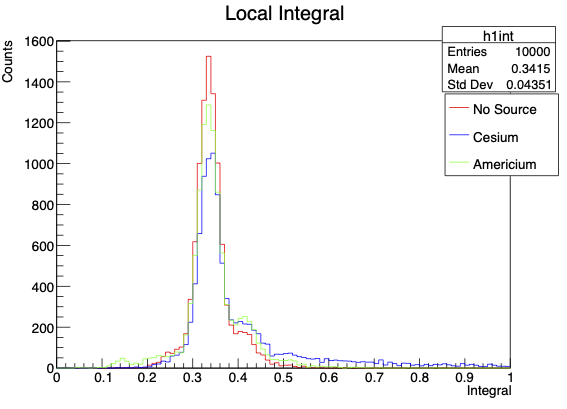 Local Integral
Counts
h1int
Entries 10000
Mean 0.3415
Std Dev 0.04351
No Source
Cesium
Americium
1600
1400
1200
1000
800
600
400
200
0
0 0.1 0.2 0.3 0.4 0.5 0.6 0.7 0.8 0.9 1
Integral